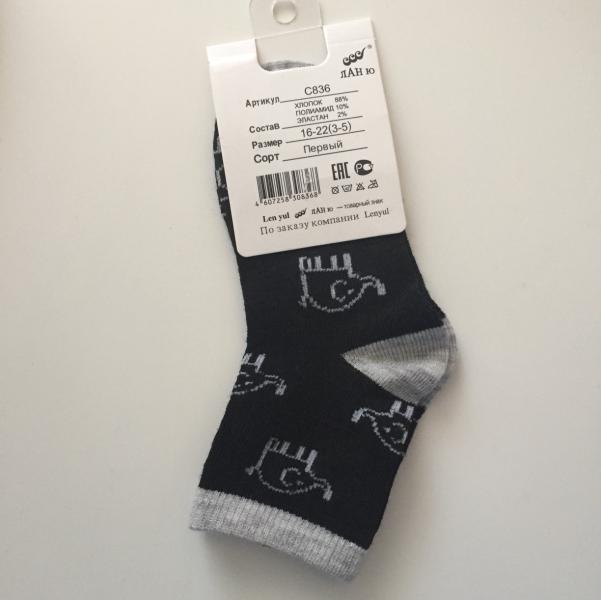 ЛАН ю ®
Артикул С836
Состав ХЛОПОК 88%
ПОЛИАМИД 10%
ЭЛАСТАН 2%
Размер 16-22(3-5)
Сорт Первый
EAC РС
4 607258 308368
Len yul ЛАН ю — товарный знак
По заказу компании Lenyul